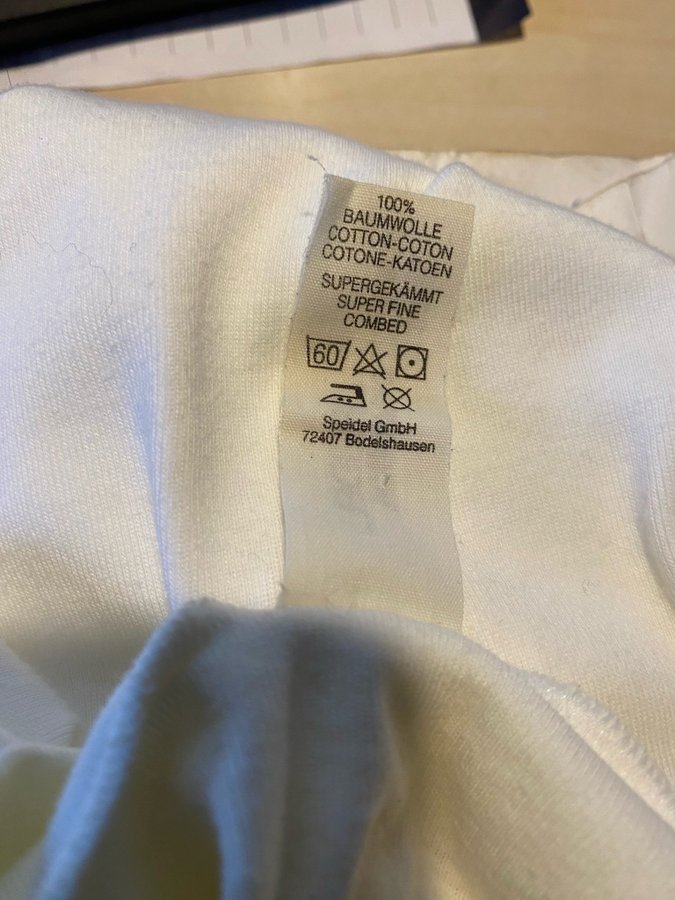 100%
BAUMWOLLE
COTTON-COTON
COTONE-KATOEN
SUPERGEKÄMMT
SUPER FINE
COMBED
60
Speidel GmbH
72407 Bodelshausen